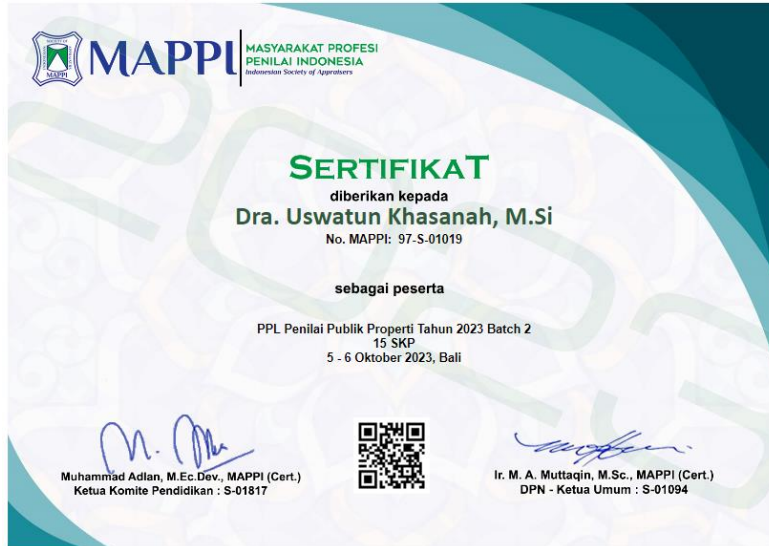 MAPPI
MASYARAKAT PROFESI
PENILAI INDONESIA
Indonesian Society of Appraisers
MAPPI
SERTIFIKAT
diberikan kepada
Dra. Uswatun Khasanah, M.Si
No. MAPPI: 97-S-01019
sebagai peserta
PPL Penilai Publik Properti Tahun 2023 Batch 2
15 SKP
5 - 6 Oktober 2023, Bali
Muhammad Adlan, M.Ec.Dev., MAPPI (Cert.)
Ketua Komite Pendidikan : S-01817
Ir. M. A. Muttaqin, M.Sc., MAPPI (Cert.)
DPN - Ketua Umum : S-01094